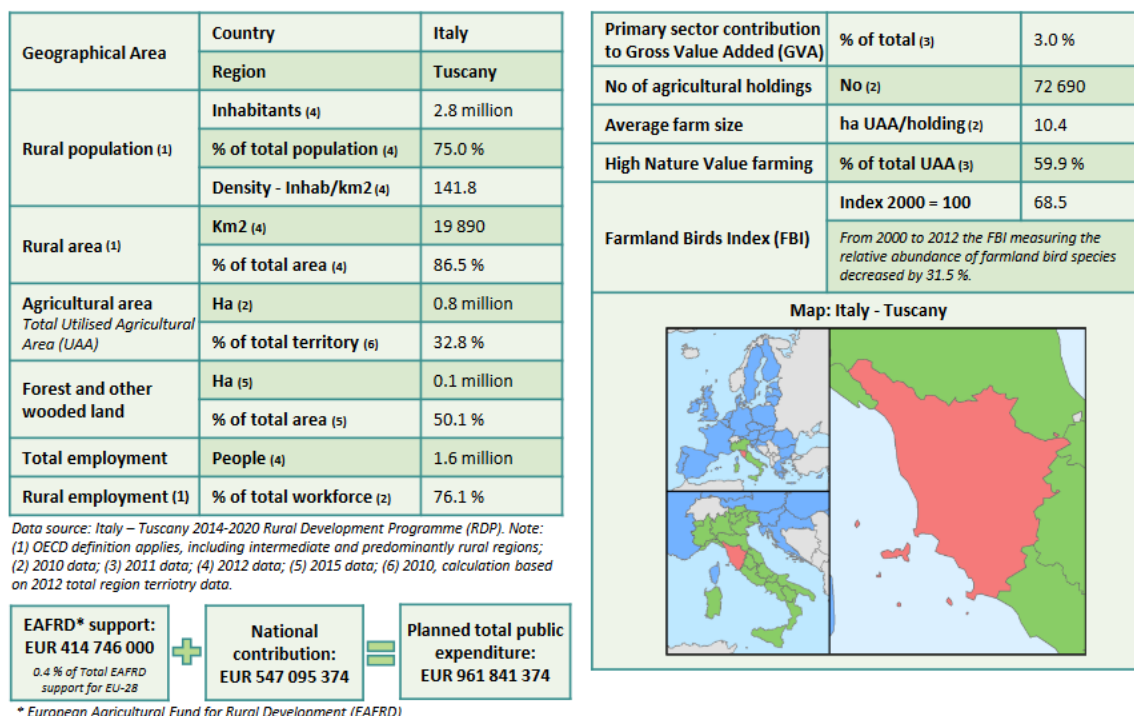 Geographical Area
Country Italy
Region Tuscany
Rural population (1)
Inhabitants (4) 2.8 million
% of total population (4) 75.0 %
Density - Inhab/km2 (4) 141.8
Rural area (1)
Km2 (4) 19 890
% of total area (4) 86.5 %
Agricultural area
Total Utilised Agricultural
Area (UAA)
Ha (2) 0.8 million
% of total territory (6) 32.8 %
Forest and other
wooded land
Ha (5) 0.1 million
% of total area (5) 50.1 %
Total employment People (4) 1.6 million
Rural employment (1) % of total workforce (2) 76.1 %
Data source: Italy – Tuscany 2014-2020 Rural Development Programme (RDP). Note:
(1) OECD definition applies, including intermediate and predominantly rural regions;
(2) 2010 data; (3) 2011 data; (4) 2012 data; (5) 2015 data; (6) 2010, calculation based
on 2012 total region terriotry data.
EAFRD* support:
EUR 414 746 000
0.4 % of Total EAFRD
support for EU-28
National
contribution:
EUR 547 095 374
Planned total public
expenditure:
EUR 961 841 374
* European Agricultural Fund for Rural Development (EAFRD)
Primary sector contribution
to Gross Value Added (GVA)
% of total (3) 3.0 %
No of agricultural holdings No (2) 72 690
Average farm size ha UAA/holding (2) 10.4
High Nature Value farming % of total UAA (3) 59.9 %
Farmland Birds Index (FBI)
Index 2000 = 100 68.5
From 2000 to 2012 the FBI measuring the
relative abundance of farmland bird species
decreased by 31.5 %.
Map: Italy - Tuscany